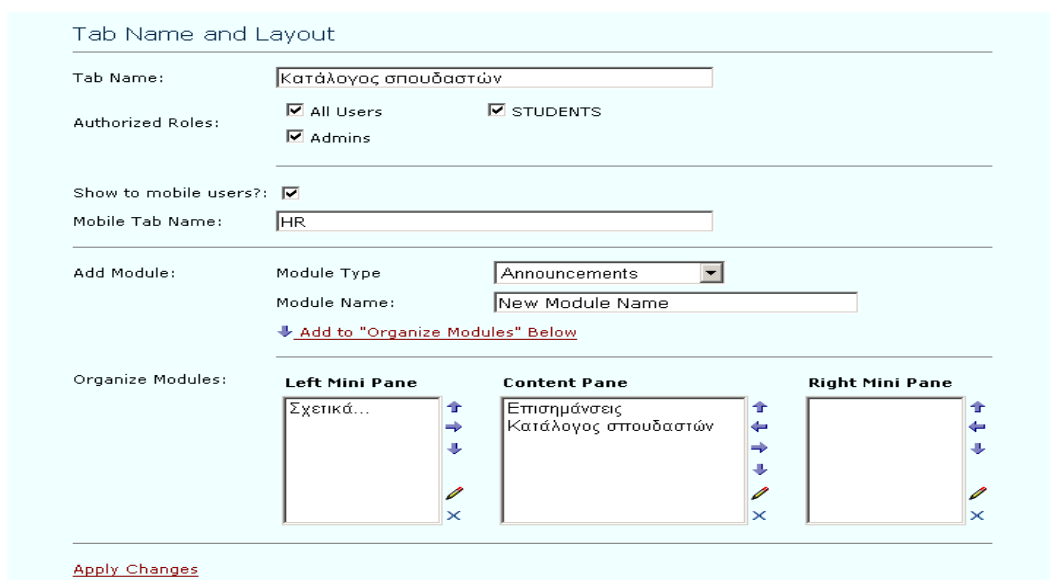 Tab Name and Layout
Tab Name: Κατάλογος σπουδαστών
Authorized Roles: All Users STUDENTS
Admins
Show to mobile users?:
Mobile Tab Name: HR
Add Module: Module Type Announcements
Module Name: New Module Name
Add to "Organize Modules" Below
Organize Modules: Left Mini Pane Content Pane Right Mini Pane
Σχετικά... Επισημάνσεις
Κατάλογος σπουδαστών
Apply Changes